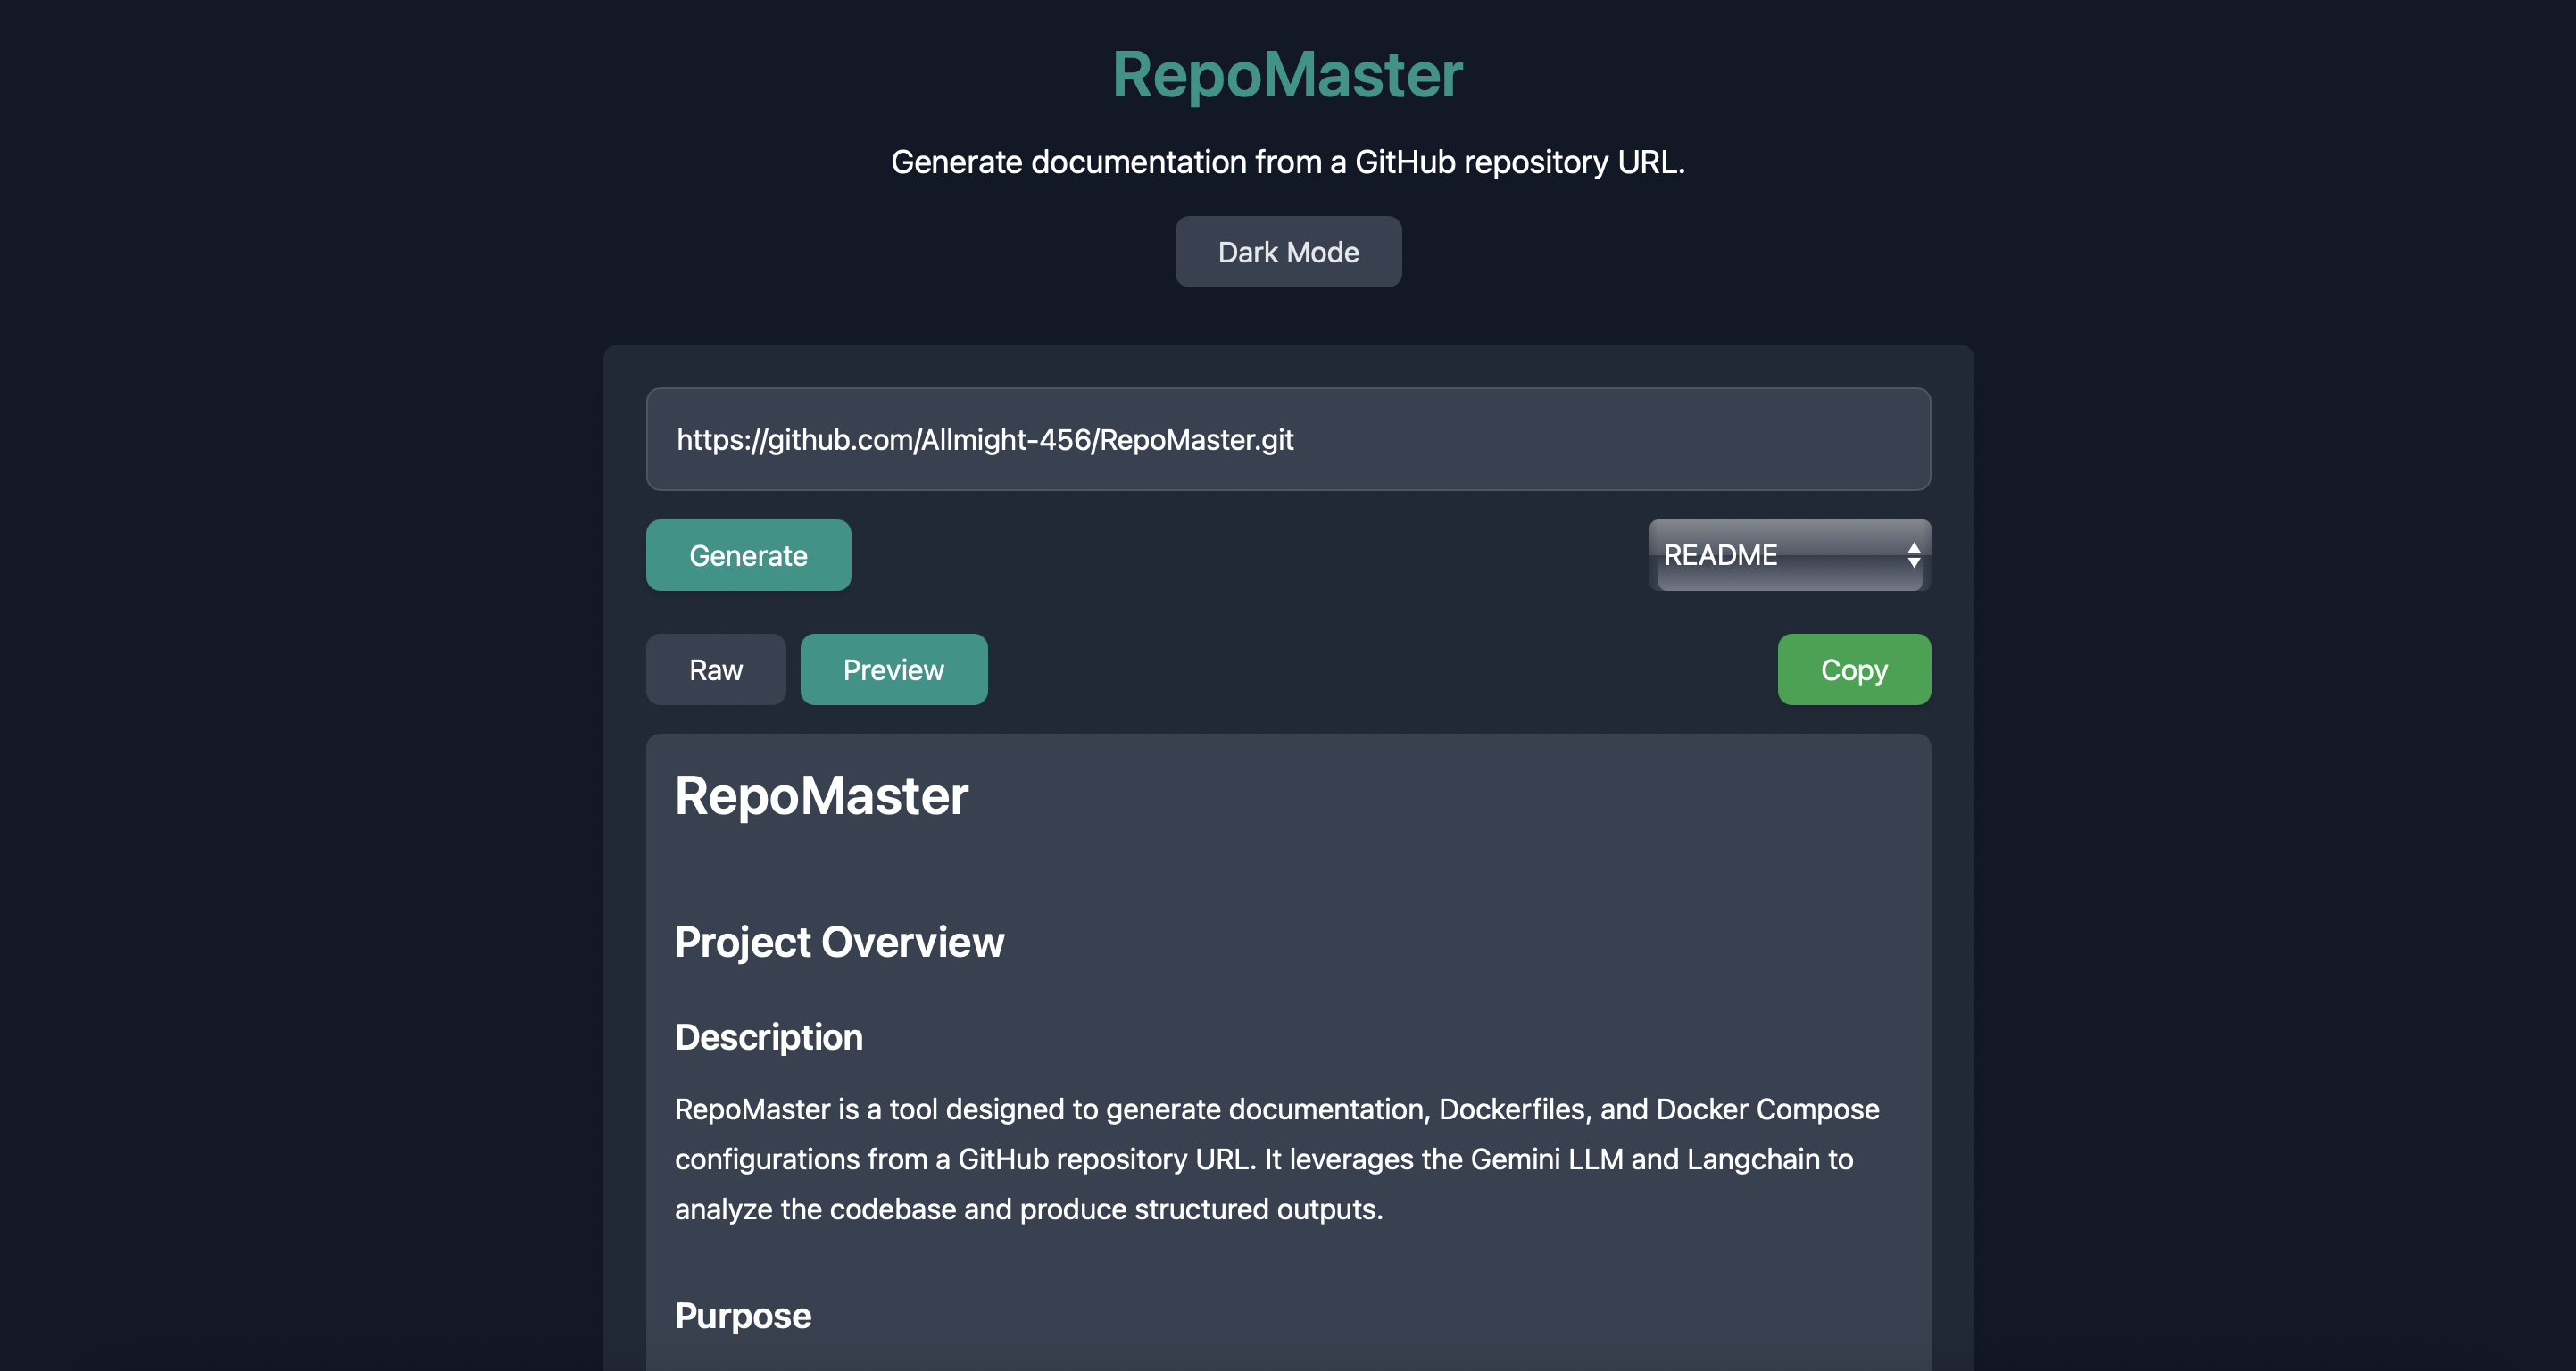 RepoMaster
Generate documentation from a GitHub repository URL.
Dark Mode
https://github.com/Allmight-456/RepoMaster.git
Generate
README
Raw
Preview
Copy
RepoMaster
Project Overview
Description
RepoMaster is a tool designed to generate documentation, Dockerfiles, and Docker Compose
configurations from a GitHub repository URL. It leverages the Gemini LLM and Langchain to
analyze the codebase and produce structured outputs.
Purpose